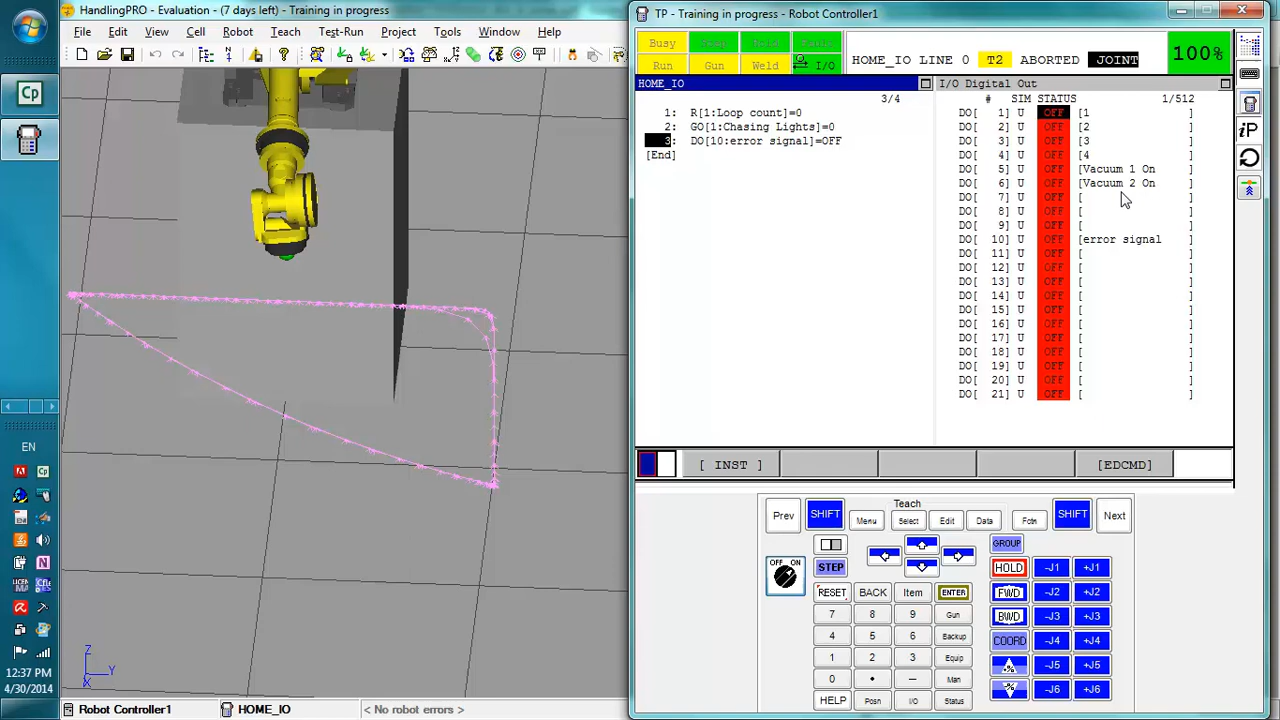 HandlingPRO - Evaluation - (7 days left) - Training in progress
File Edit View Cell Robot Teach Test-Run Project Tools Window Help
Cp
EN
12:37 PM
4/30/2014
Z
Y
X
Robot Controller1 HOME_IO < No robot errors >
TP - Training in progress - Robot Controller1
Busy Step Hold Fault
Run Gun Weld I/O
HOME_IO LINE 0 T2 ABORTED JOINT
100%
HOME_IO
3/4
1: R[1:Loop count]=0
2: GO[1:Chasing Lights]=0
3: DO[10:error signal]=OFF
[End]
I/O Digital Out
# SIM STATUS 1/512
DO[ 1] U OFF [1 ]
DO[ 2] U OFF [2 ]
DO[ 3] U OFF [3 ]
DO[ 4] U OFF [4 ]
DO[ 5] U OFF [Vacuum 1 On ]
DO[ 6] U OFF [Vacuum 2 On ]
DO[ 7] U OFF [ ]
DO[ 8] U OFF [ ]
DO[ 9] U OFF [ ]
DO[ 10] U OFF [error signal ]
DO[ 11] U OFF [ ]
DO[ 12] U OFF [ ]
DO[ 13] U OFF [ ]
DO[ 14] U OFF [ ]
DO[ 15] U OFF [ ]
DO[ 16] U OFF [ ]
DO[ 17] U OFF [ ]
DO[ 18] U OFF [ ]
DO[ 19] U OFF [ ]
DO[ 20] U OFF [ ]
DO[ 21] U OFF [ ]
iP
[ INST ] [EDCMD]
Teach
Prev SHIFT Menu Select Edit Data Fctn SHIFT Next
OFF ON
STEP
GROUP
HOLD -J1 +J1
RESET BACK Item ENTER FWD -J2 +J2
7 8 9 Gun BWD -J3 +J3
4 5 6 Backup COORD -J4 +J4
1 2 3 Equip +% -J5 +J5
0 • — Man -% -J6 +J6
HELP Posn I/O Status